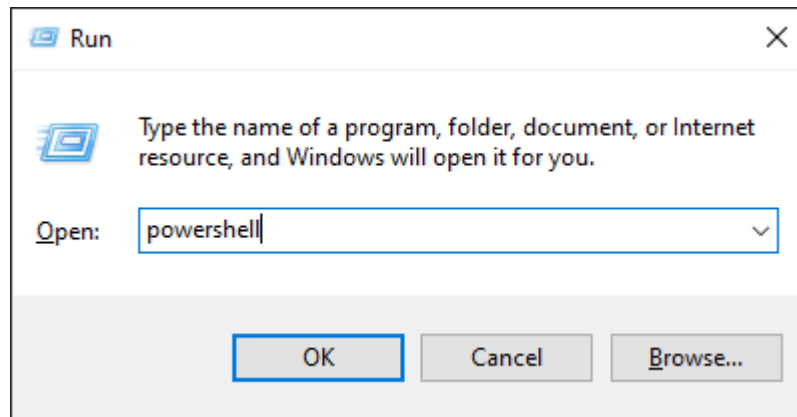 Run
Type the name of a program, folder, document, or Internet
resource, and Windows will open it for you.
Open: powershell
OK Cancel Browse...